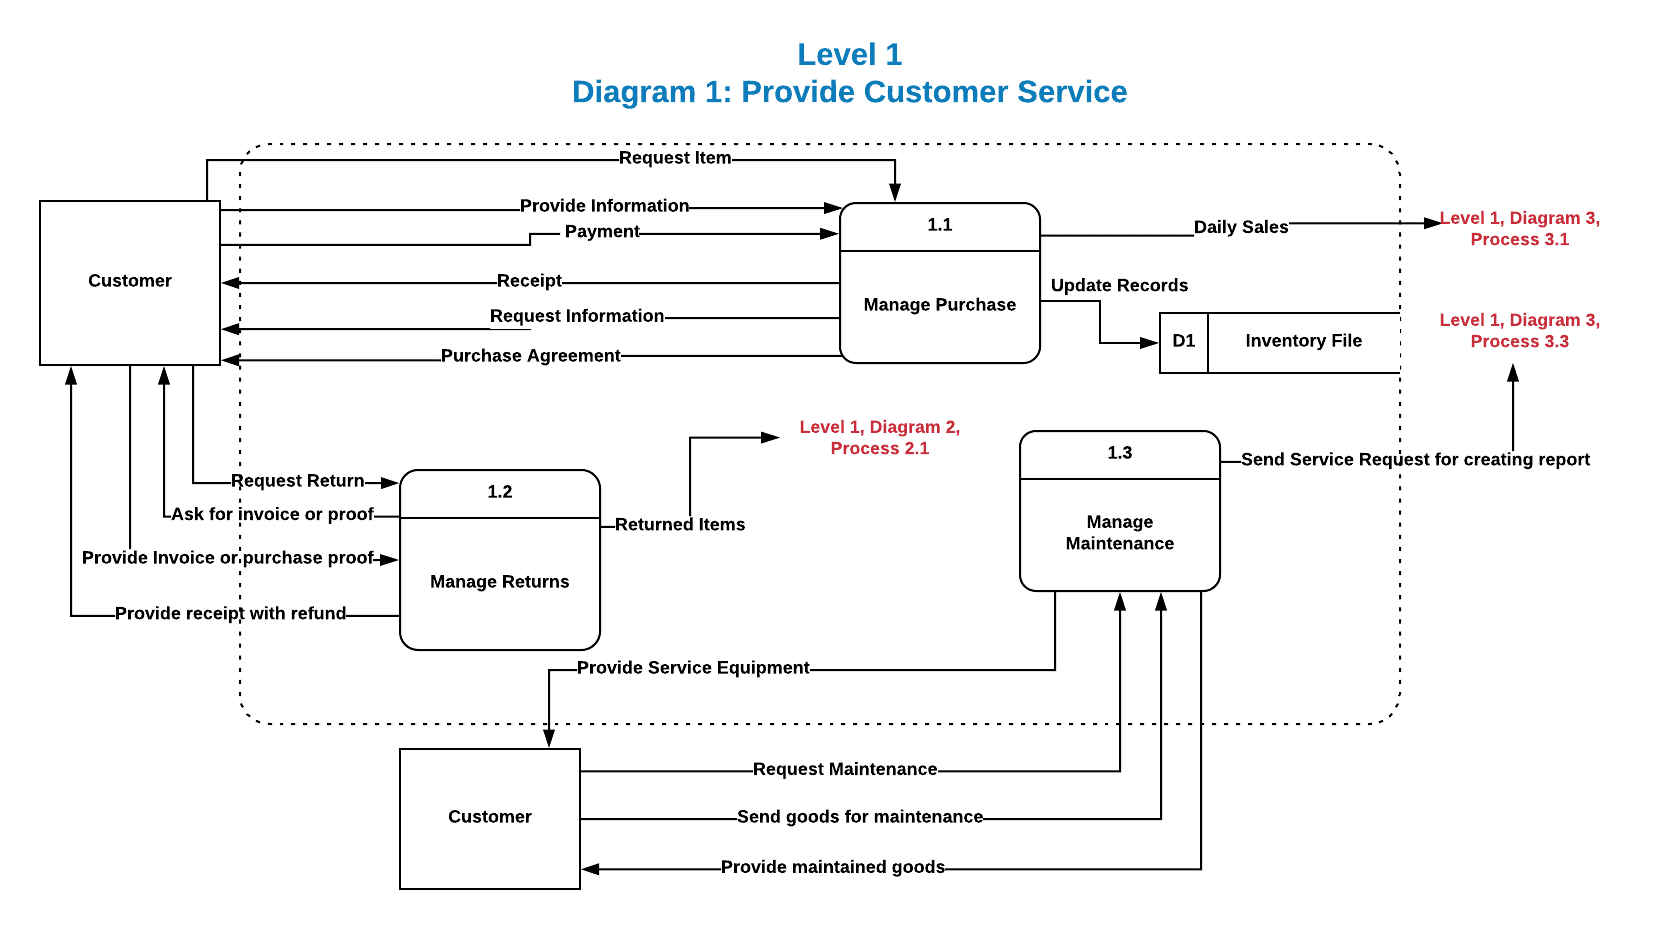 Level 1
Diagram 1: Provide Customer Service
Request Item
Provide Information
Payment
Receipt
Request Information
Purchase Agreement
Customer
1.1
Manage Purchase
Daily Sales
Level 1, Diagram 3,
Process 3.1
Update Records
D1
Inventory File
Level 1, Diagram 3,
Process 3.3
Request Return
Ask for invoice or proof
Provide Invoice or purchase proof
Provide receipt with refund
1.2
Manage Returns
Returned Items
Level 1, Diagram 2,
Process 2.1
1.3
Manage
Maintenance
Send Service Request for creating report
Provide Service Equipment
Customer
Request Maintenance
Send goods for maintenance
Provide maintained goods